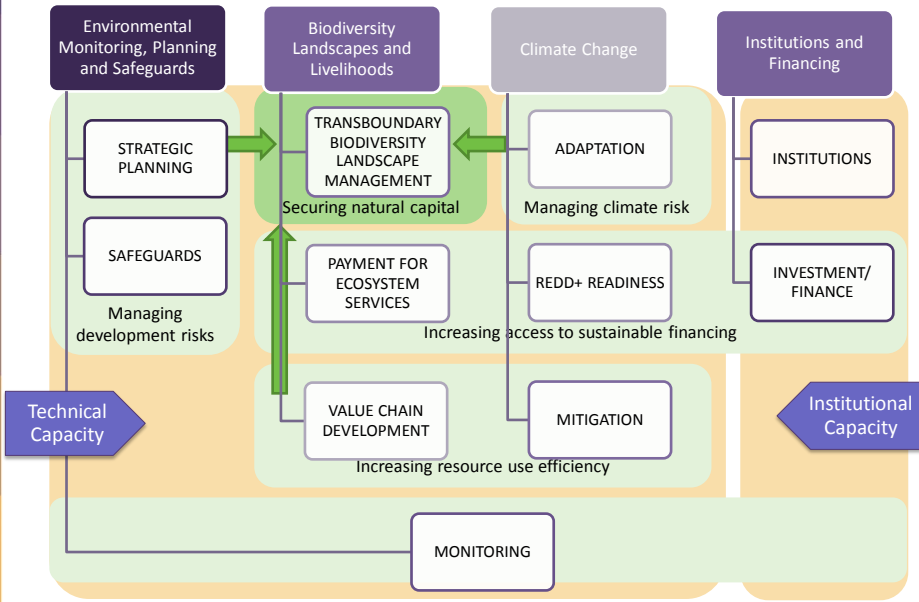 Environmental
Monitoring, Planning
and Safeguards
Biodiversity
Landscapes and
Livelihoods
Climate Change
Institutions and
Financing
STRATEGIC
PLANNING
TRANSBOUNDARY
BIODIVERSITY
LANDSCAPE
MANAGEMENT
ADAPTATION
INSTITUTIONS
Securing natural capital
Managing climate risk
SAFEGUARDS
PAYMENT FOR
ECOSYSTEM
SERVICES
REDD+ READINESS
INVESTMENT/
FINANCE
Managing
development risks
Increasing access to sustainable financing
Technical
Capacity
VALUE CHAIN
DEVELOPMENT
MITIGATION
Institutional
Capacity
Increasing resource use efficiency
MONITORING